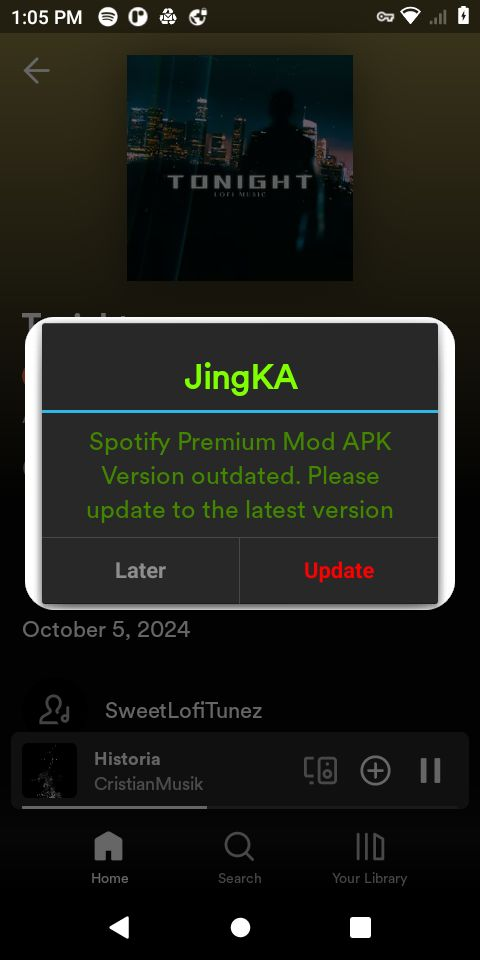 1:05 PM
TONIGHT
LOFI MUSIC
JingKA
Spotify Premium Mod APK
Version outdated. Please
update to the latest version
Later
Update
October 5, 2024
SweetLofiTunez
Historia
CristianMusik
Home
Search
Your Library